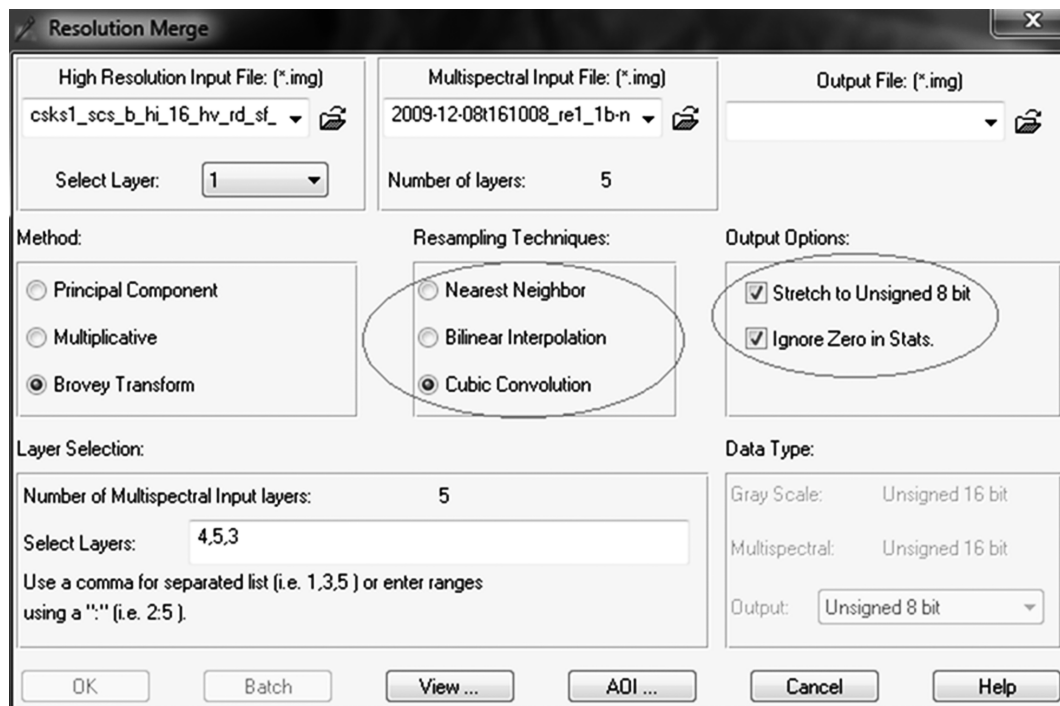 Resolution Merge
X
High Resolution Input File: (*.img)
csks1_scs_b_hi_16_hv_rd_sf_
Select Layer: 1
Multispectral Input File: (*.img)
2009-12-08t161008_re1_1b-n
Number of layers: 5
Output File: (*.img)
Method:
Principal Component
Multiplicative
Brovey Transform
Resampling Techniques:
Nearest Neighbor
Bilinear Interpolation
Cubic Convolution
Output Options:
Stretch to Unsigned 8 bit
Ignore Zero in Stats.
Layer Selection:
Number of Multispectral Input layers: 5
Select Layers: 4,5,3
Use a comma for separated list (i.e. 1,3,5 ) or enter ranges
using a ":" (i.e. 2:5 ).
Data Type:
Gray Scale: Unsigned 16 bit
Multispectral: Unsigned 16 bit
Output: Unsigned 8 bit
OK Batch View ... AOI ... Cancel Help